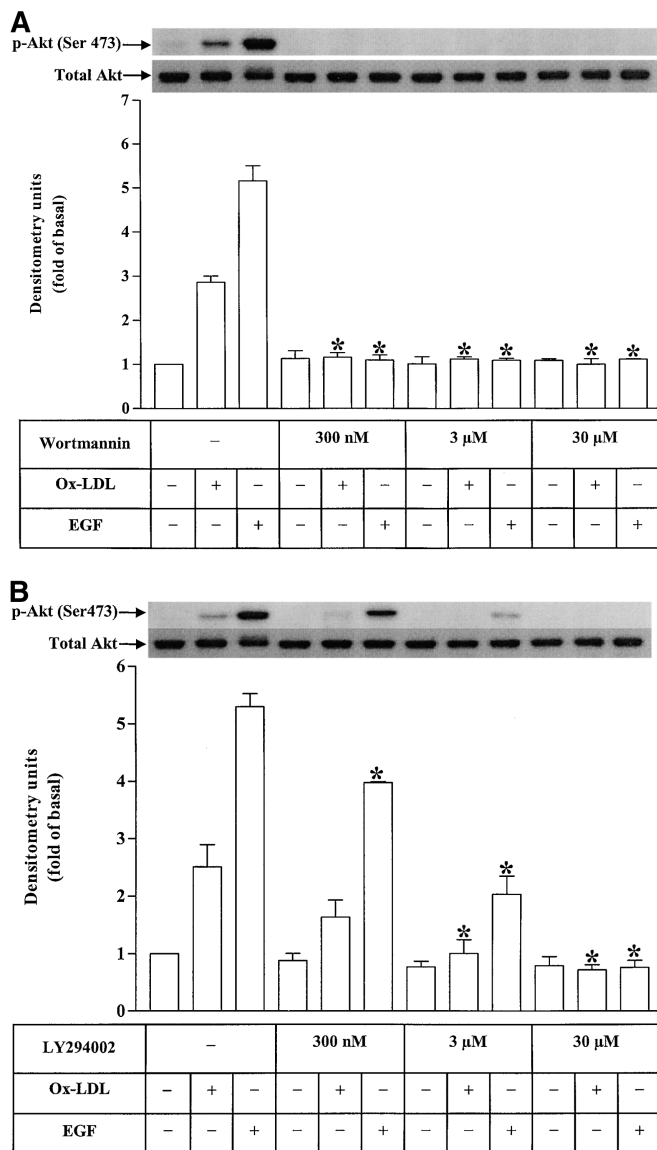 A
p-Akt (Ser 473)
Total Akt
7
6
5
4
3
2
1
0
Densitometry units
(fold of basal)
* * * * * *
Wortmannin – 300 nM 3 µM 30 µM
Ox-LDL – + – – + – – + – – + –
EGF – – + – – + – – + – – +
B
p-Akt (Ser473)
Total Akt
6
5
4
3
2
1
0
Densitometry units
(fold of basal)
* * * * *
LY294002 – 300 nM 3 µM 30 µM
Ox-LDL – + – – + – – + – – + –
EGF – – + – – + – – + – – +